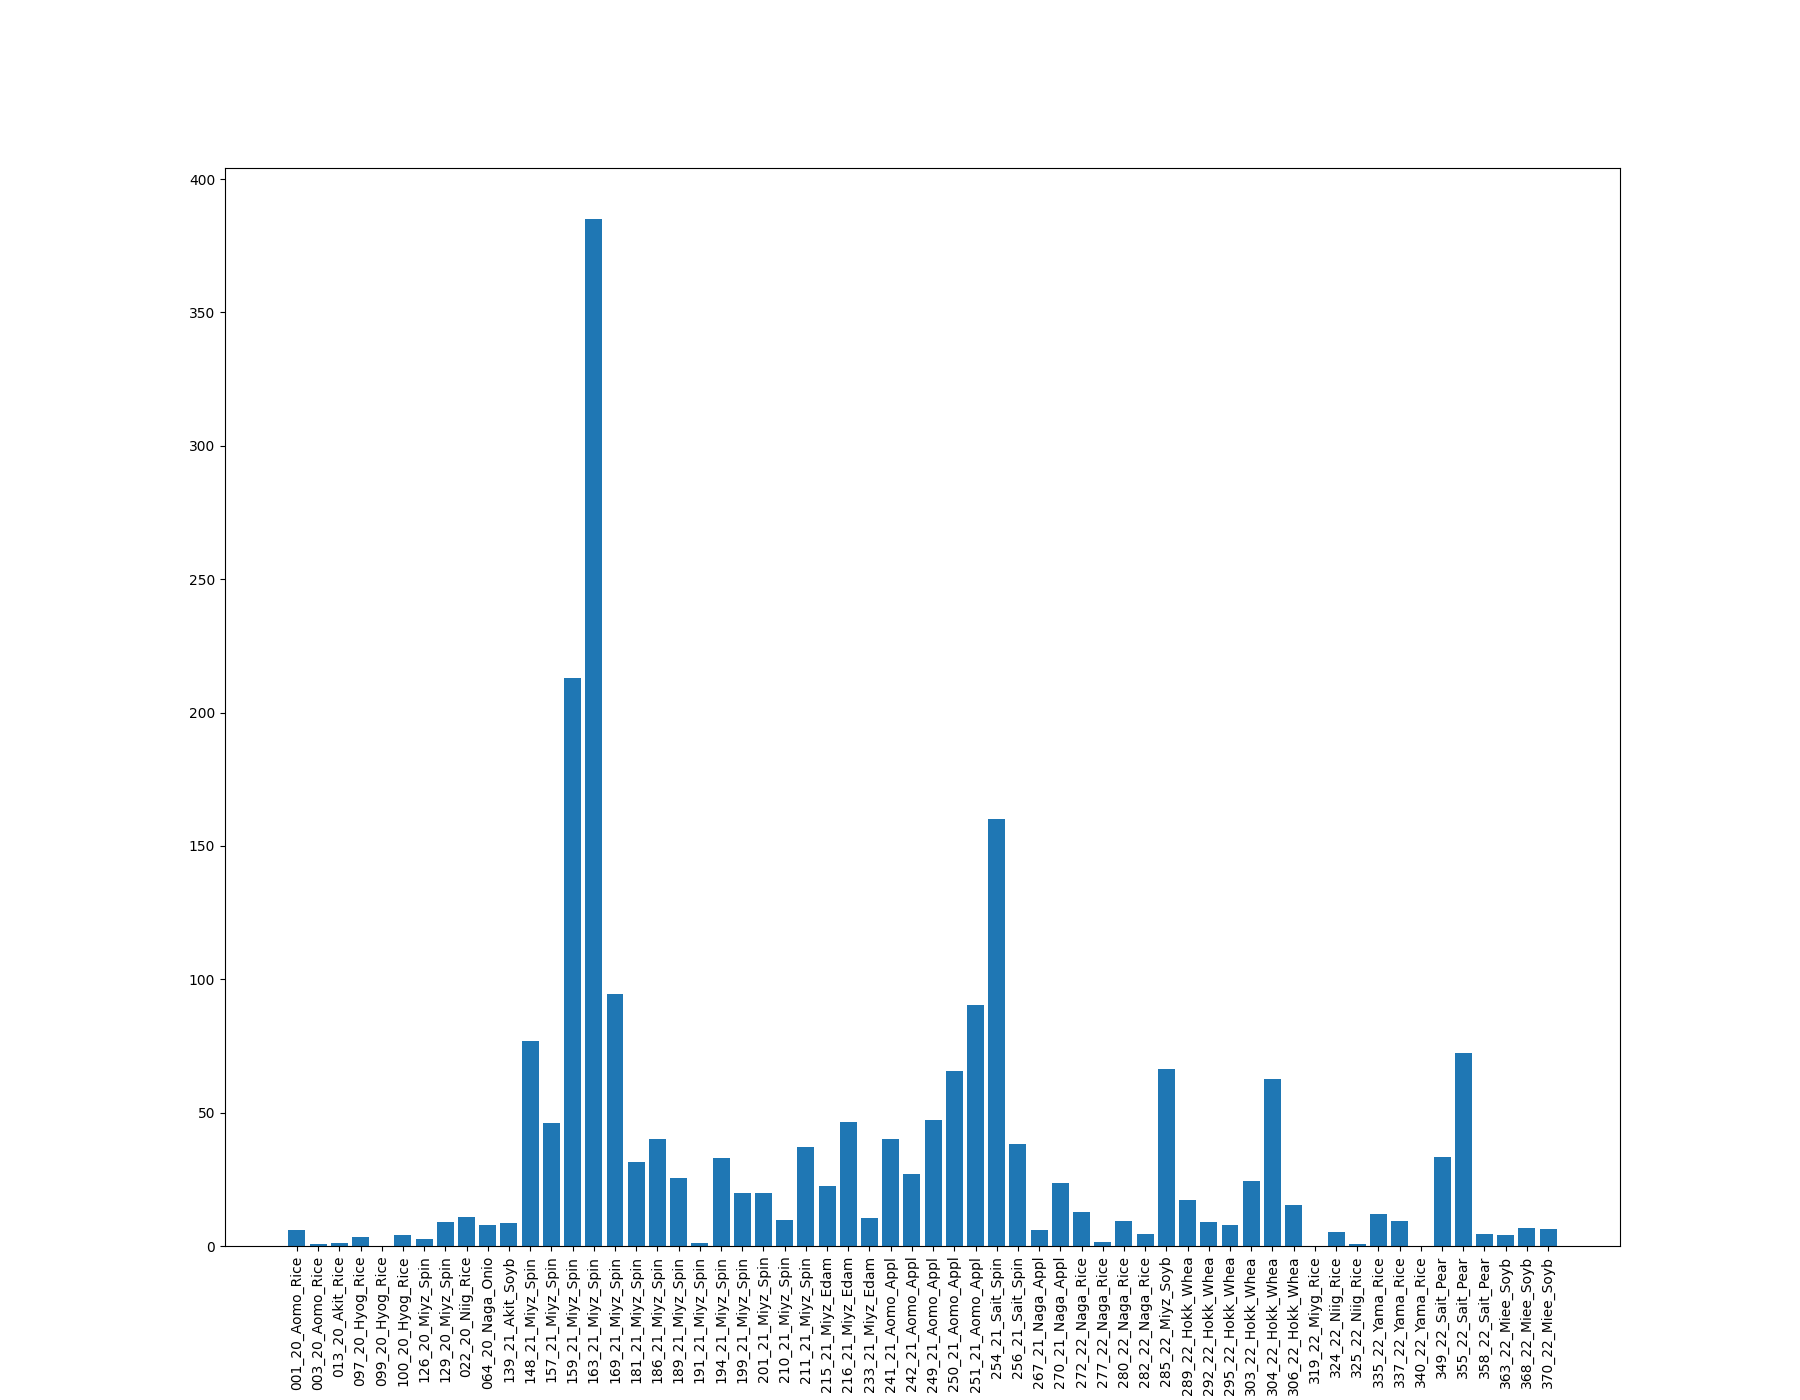 400
350
300
250
200
150
100
50
0
001_20_Aomo_Rice
003_20_Aomo_Rice
013_20_Akit_Rice
097_20_Hyog_Rice
099_20_Hyog_Rice
100_20_Hyog_Rice
126_20_Miyz_Spin
129_20_Miyz_Spin
022_20_Niig_Rice
064_20_Naga_Onio
139_21_Akit_Soyb
148_21_Miyz_Spin
157_21_Miyz_Spin
159_21_Miyz_Spin
163_21_Miyz_Spin
169_21_Miyz_Spin
181_21_Miyz_Spin
186_21_Miyz_Spin
189_21_Miyz_Spin
191_21_Miyz_Spin
194_21_Miyz_Spin
199_21_Miyz_Spin
201_21_Miyz_Spin
210_21_Miyz_Spin
211_21_Miyz_Spin
215_21_Miyz_Edam
216_21_Miyz_Edam
233_21_Miyz_Edam
241_21_Aomo_Appl
242_21_Aomo_Appl
249_21_Aomo_Appl
250_21_Aomo_Appl
251_21_Aomo_Appl
254_21_Sait_Spin
256_21_Sait_Spin
267_21_Naga_Appl
270_21_Naga_Appl
272_22_Naga_Rice
277_22_Naga_Rice
280_22_Naga_Rice
282_22_Naga_Rice
285_22_Miyz_Soyb
289_22_Hokk_Whea
292_22_Hokk_Whea
295_22_Hokk_Whea
303_22_Hokk_Whea
304_22_Hokk_Whea
306_22_Hokk_Whea
319_22_Miyg_Rice
324_22_Niig_Rice
325_22_Niig_Rice
335_22_Yama_Rice
337_22_Yama_Rice
340_22_Yama_Rice
349_22_Sait_Pear
355_22_Sait_Pear
358_22_Sait_Pear
363_22_Miee_Soyb
368_22_Miee_Soyb
370_22_Miee_Soyb